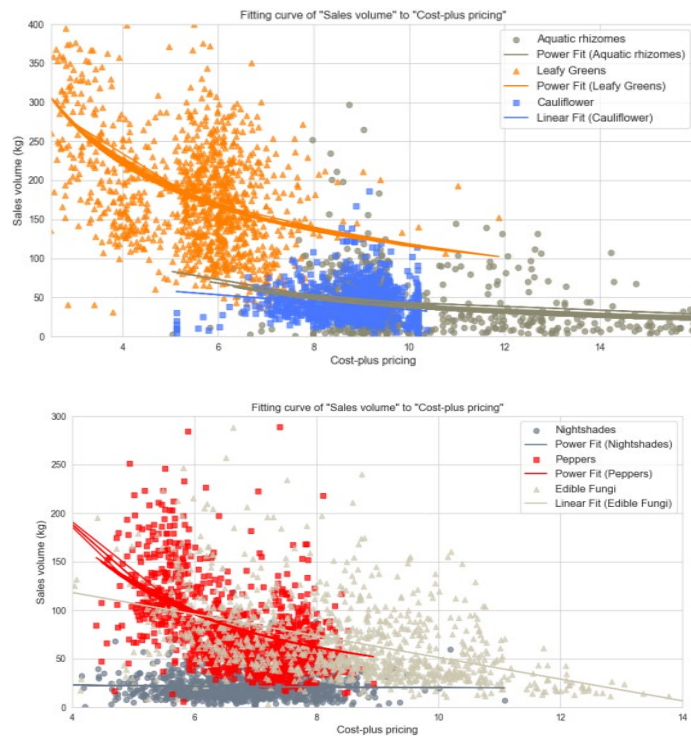 Fitting curve of "Sales volume" to "Cost-plus pricing"
400
350
300
250
200
150
100
50
0
Sales volume (kg)
Aquatic rhizomes
Power Fit (Aquatic rhizomes)
Leafy Greens
Power Fit (Leafy Greens)
Cauliflower
Linear Fit (Cauliflower)
4 6 8 10 12 14
Cost-plus pricing
Fitting curve of "Sales volume" to "Cost-plus pricing"
300
250
200
150
100
50
0
Sales volume (kg)
Nightshades
Power Fit (Nightshades)
Peppers
Power Fit (Peppers)
Edible Fungi
Linear Fit (Edible Fungi)
4 6 8 10 12 14
Cost-plus pricing